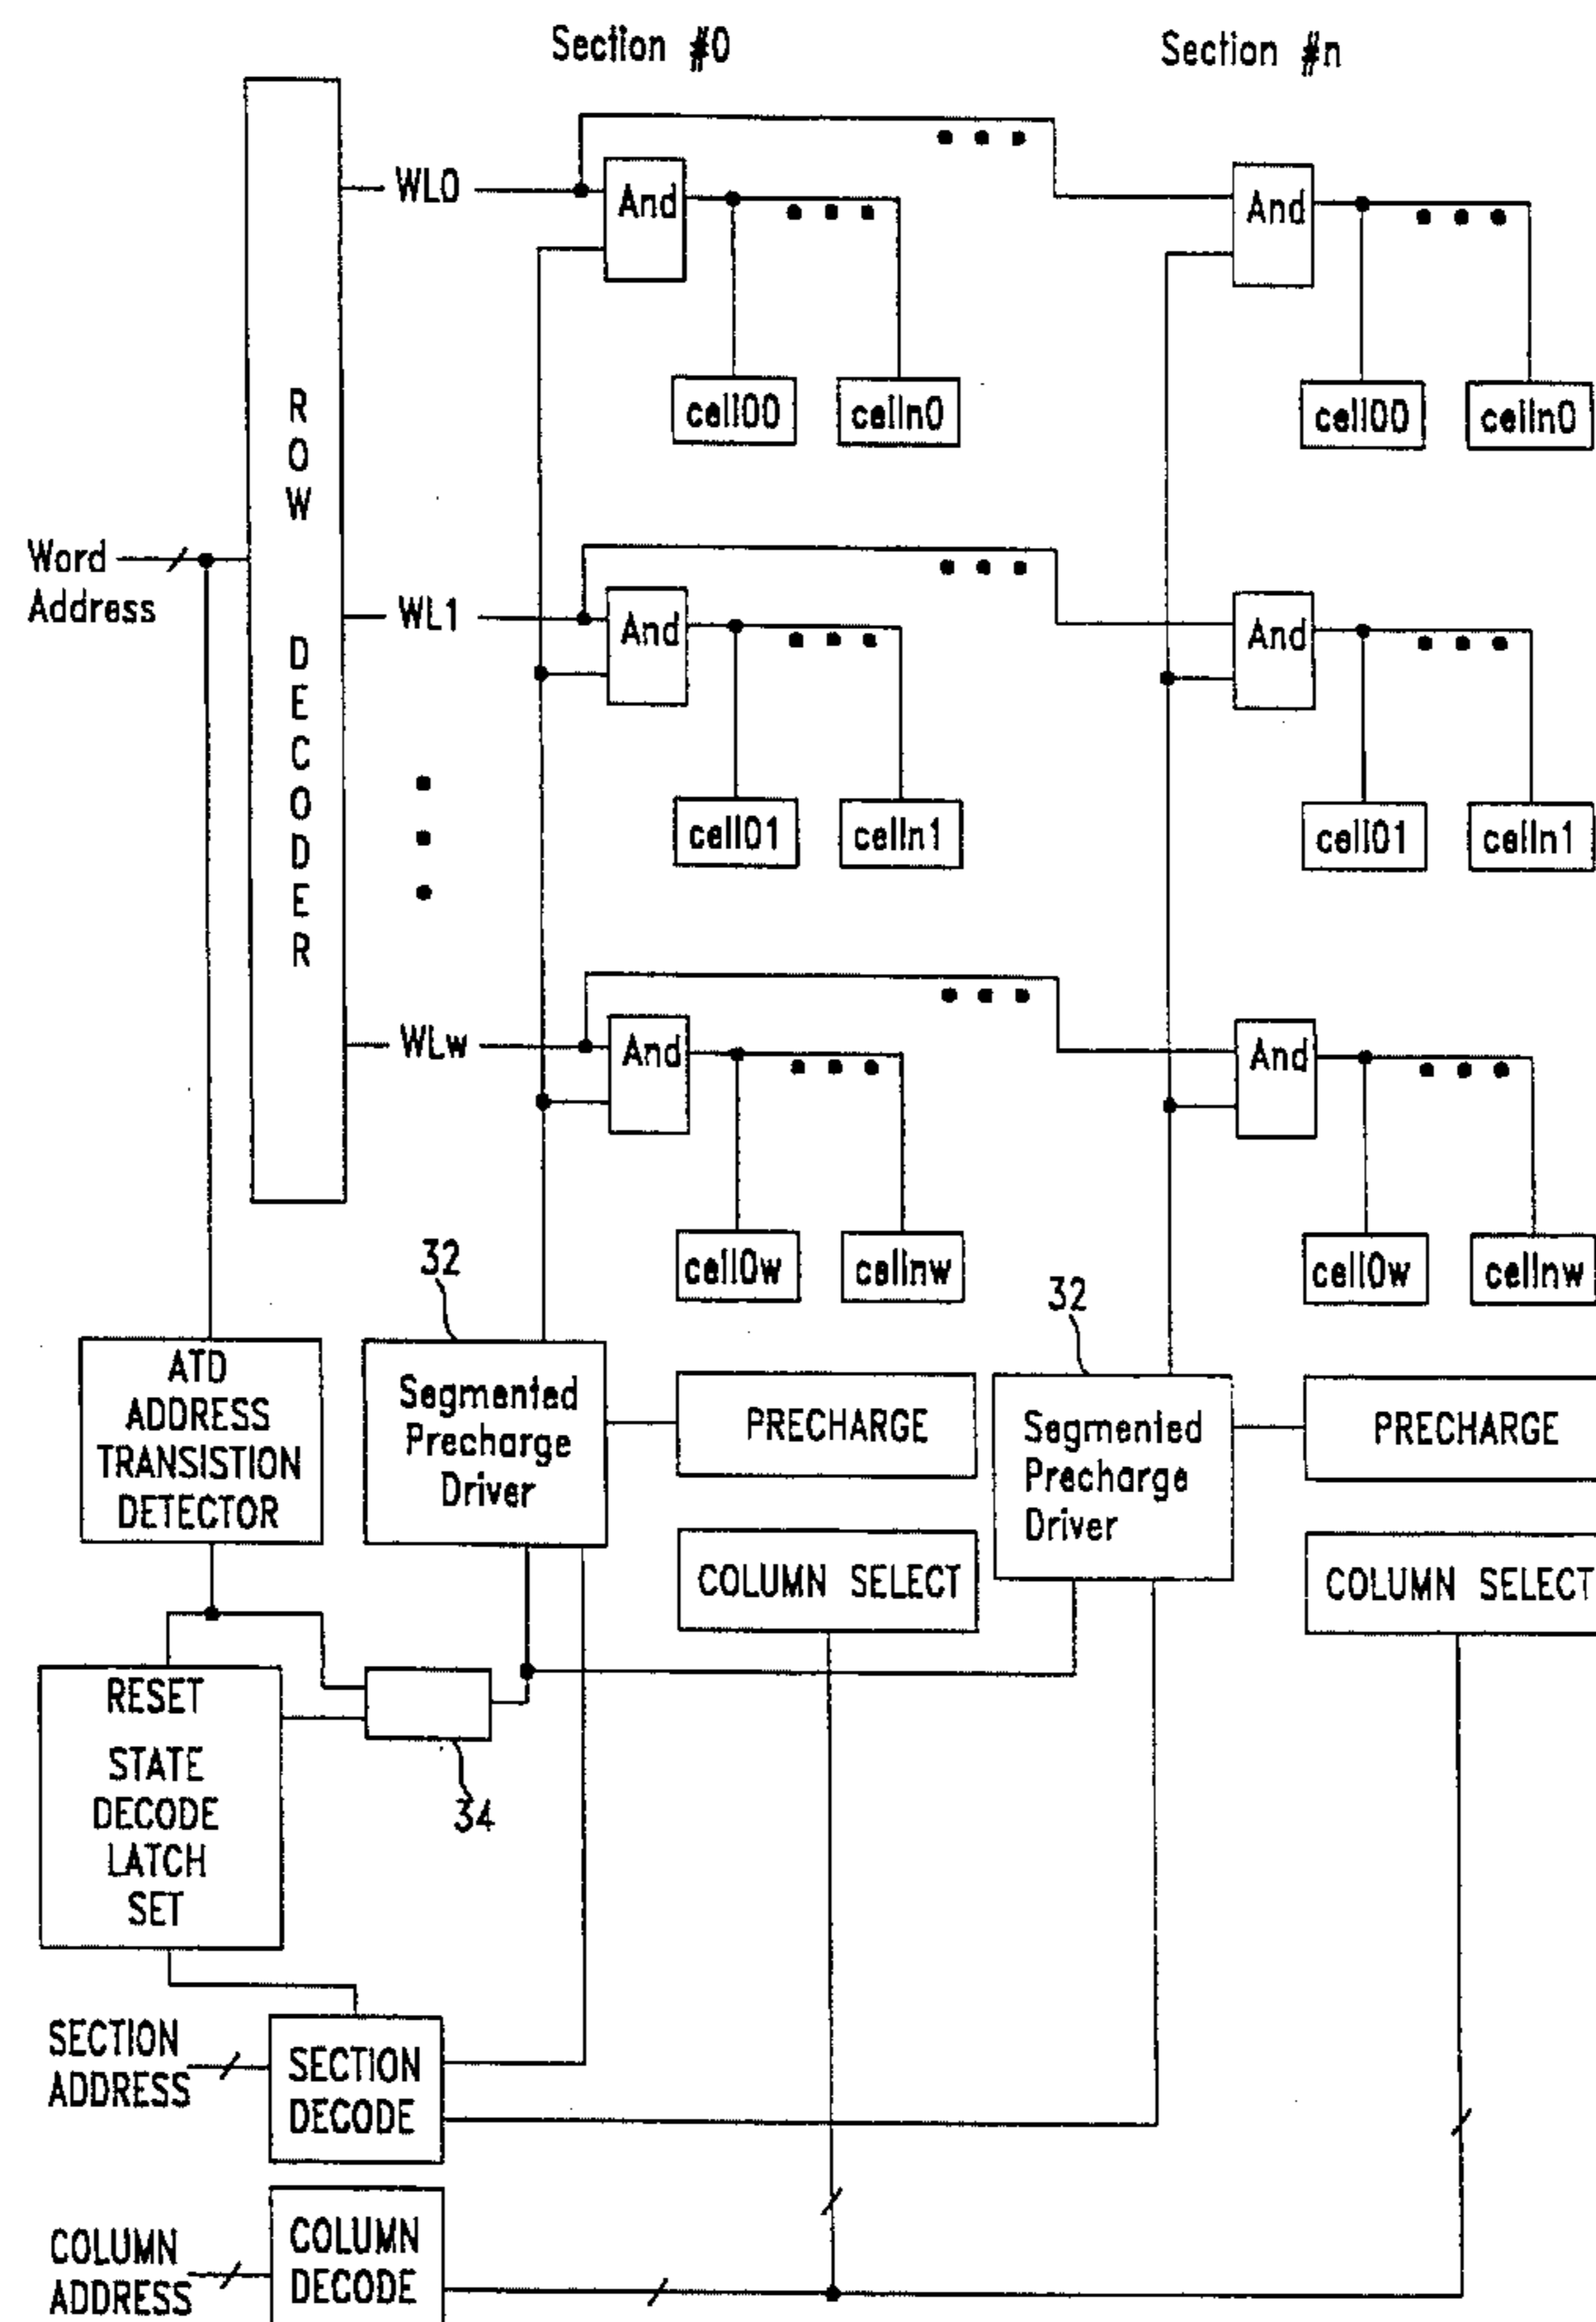 Section #0
Section #n
WL0
And
And
cell00
celln0
cell00
celln0
ROW DECODER
Word
Address
WL1
And
And
cell01
celln1
cell01
celln1
WLw
And
And
cell0w
cellnw
cell0w
cellnw
32
32
ATD
ADDRESS
TRANSISTION
DETECTOR
Segmented
Precharge
Driver
PRECHARGE
Segmented
Precharge
Driver
PRECHARGE
COLUMN SELECT
COLUMN SELECT
RESET
STATE
DECODE
LATCH
SET
34
SECTION
ADDRESS
SECTION
DECODE
COLUMN
ADDRESS
COLUMN
DECODE